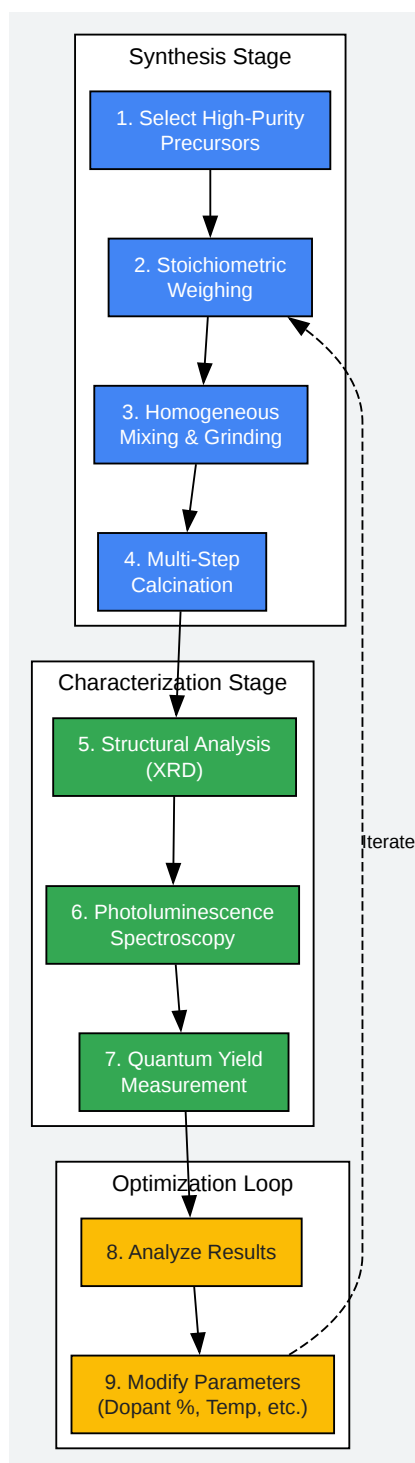 Synthesis Stage
1. Select High-Purity
Precursors
2. Stoichiometric
Weighing
3. Homogeneous
Mixing & Grinding
4. Multi-Step
Calcination
Characterization Stage
5. Structural Analysis
(XRD)
Iterate
6. Photoluminescence
Spectroscopy
7. Quantum Yield
Measurement
Optimization Loop
8. Analyze Results
9. Modify Parameters
(Dopant %, Temp, etc.)